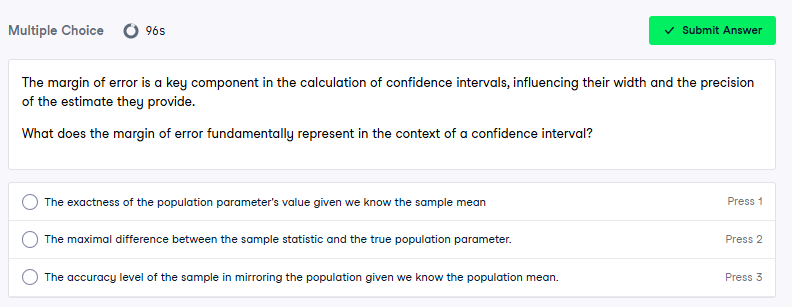 Multiple Choice 96s Submit Answer
The margin of error is a key component in the calculation of confidence intervals, influencing their width and the precision
of the estimate they provide.
What does the margin of error fundamentally represent in the context of a confidence interval?
The exactness of the population parameter's value given we know the sample mean Press 1
The maximal difference between the sample statistic and the true population parameter. Press 2
The accuracy level of the sample in mirroring the population given we know the population mean. Press 3